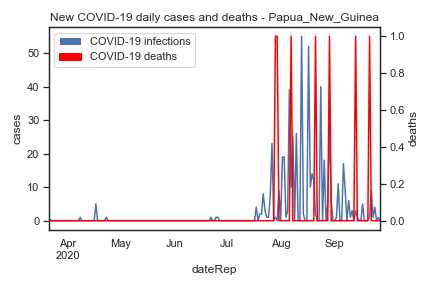 New COVID-19 daily cases and deaths - Papua_New_Guinea
COVID-19 infections
COVID-19 deaths
50
40
30
20
10
0
cases
1.0
0.8
0.6
0.4
0.2
0.0
deaths
Apr
2020
May
Jun
Jul
Aug
Sep
dateRep